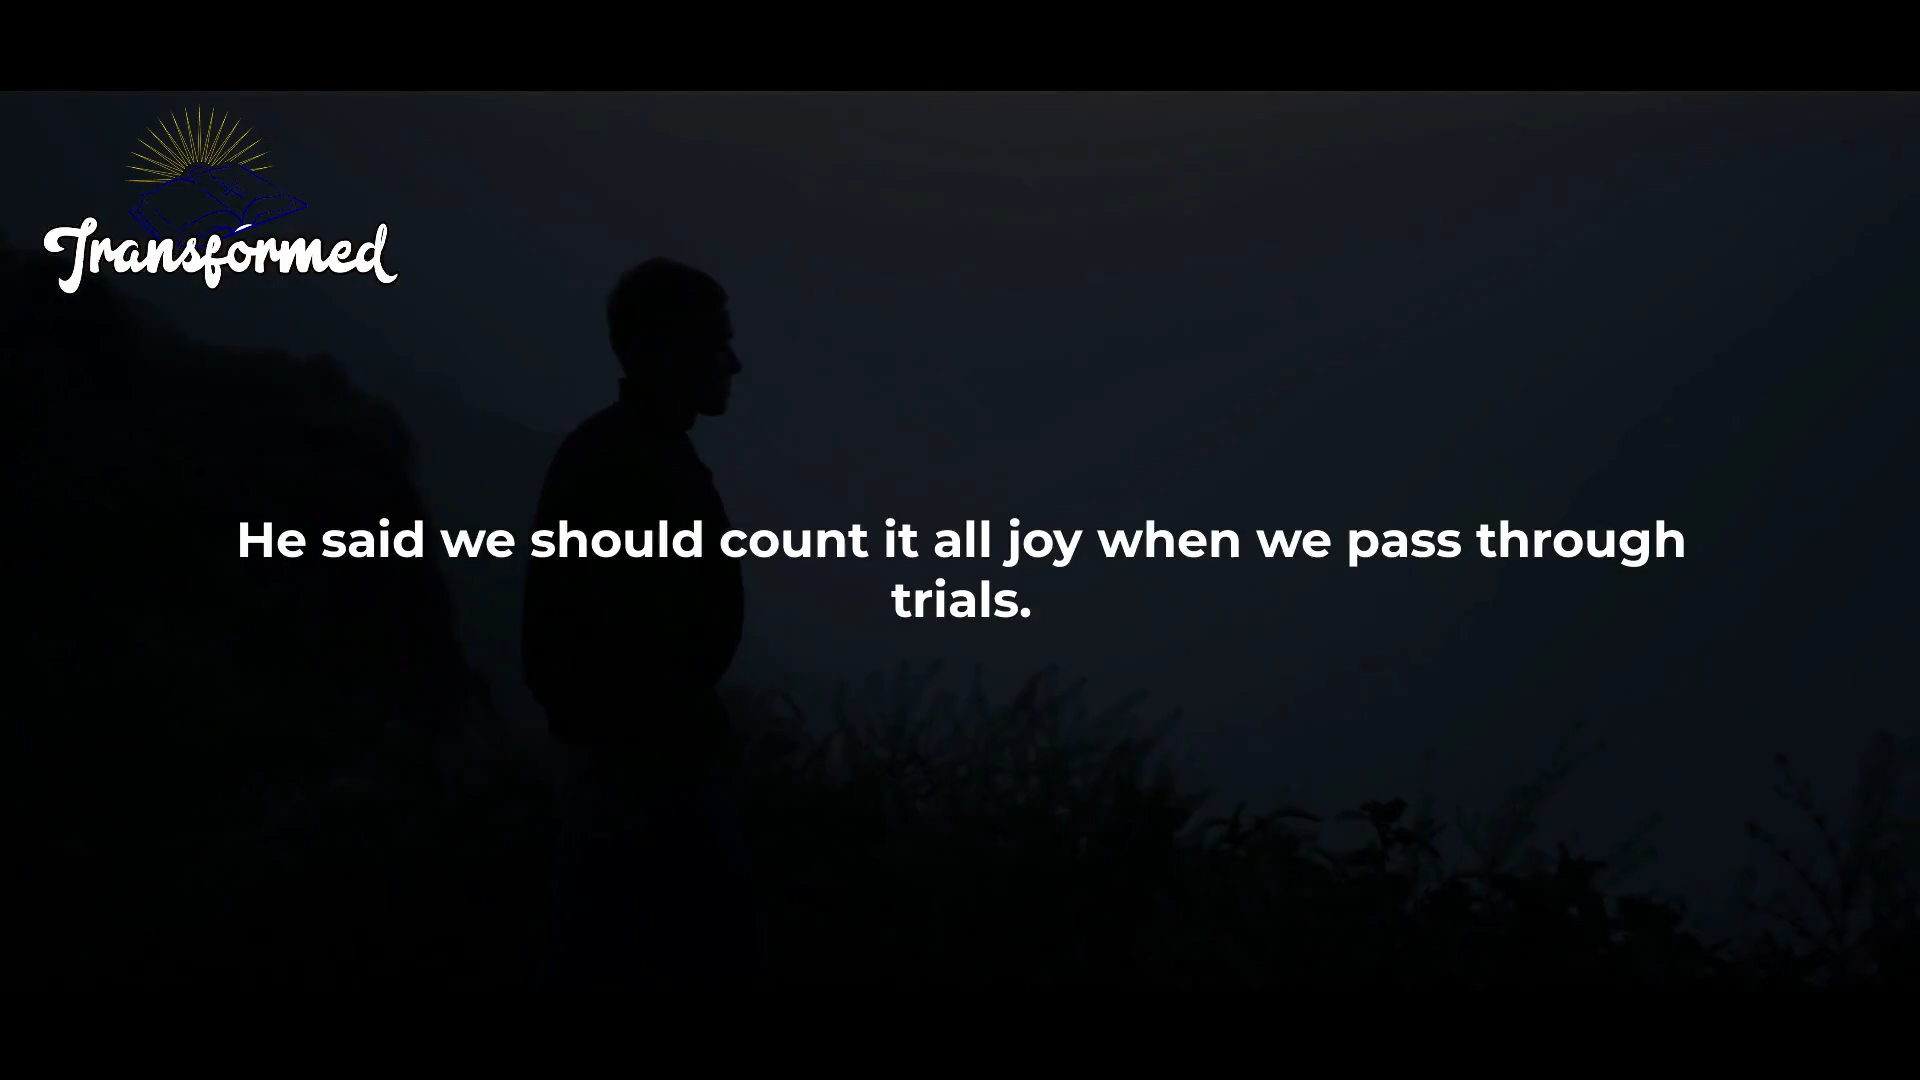 Transformed
He said we should count it all joy when we pass through
trials.